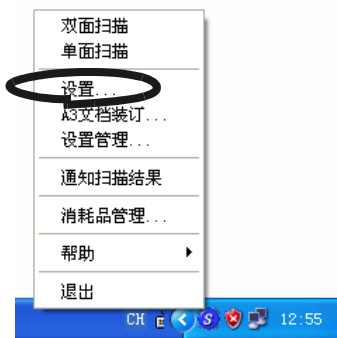 双面扫描
单面扫描
设置...
A3文档装订...
设置管理...
通知扫描结果
消耗品管理...
帮助
退出
CH
S
12:55